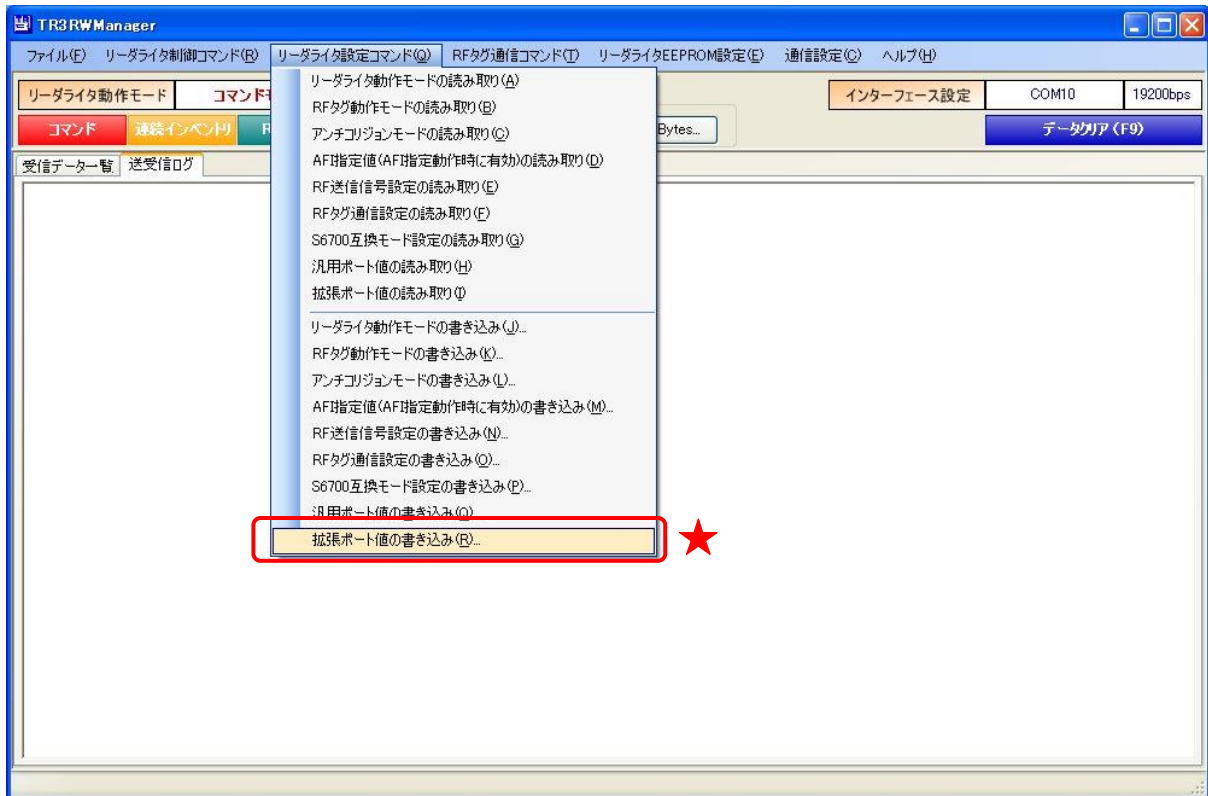 TR3RWManager
ファイル(F) リーダライタ制御コマンド(R) リーダライタ設定コマンド(Q) RFタグ通信コマンド(T) リーダライタEEPROM設定(E) 通信設定(C) ヘルプ(H)
リーダライタ動作モード コマンド インターフェース設定 COM10 19200bps
コマンド 連続インベントリ R Bytes... データクリア(F9)
受信データ一覧 送受信ログ
リーダライタ動作モードの読み取り(A)
RFタグ動作モードの読み取り(B)
アンチコリジョンモードの読み取り(C)
AFI指定値(AFI指定動作時に有効)の読み取り(D)
RF送信信号設定の読み取り(E)
RFタグ通信設定の読み取り(F)
S6700互換モード設定の読み取り(G)
汎用ポート値の読み取り(H)
拡張ポート値の読み取り(I)
リーダライタ動作モードの書き込み(J)...
RFタグ動作モードの書き込み(K)...
アンチコリジョンモードの書き込み(L)...
AFI指定値(AFI指定動作時に有効)の書き込み(M)...
RF送信信号設定の書き込み(N)...
RFタグ通信設定の書き込み(O)...
S6700互換モード設定の書き込み(P)...
汎用ポート値の書き込み(Q)
拡張ポート値の書き込み(R)...